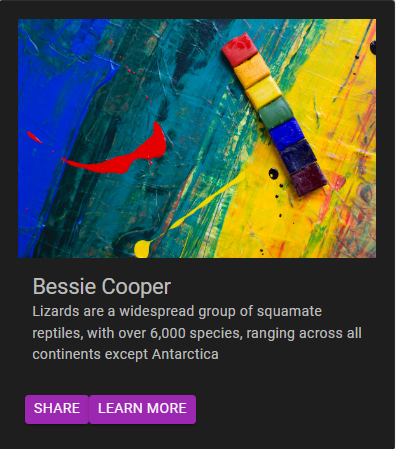 Bessie Cooper
Lizards are a widespread group of squamate
reptiles, with over 6,000 species, ranging across all
continents except Antarctica
SHARE LEARN MORE